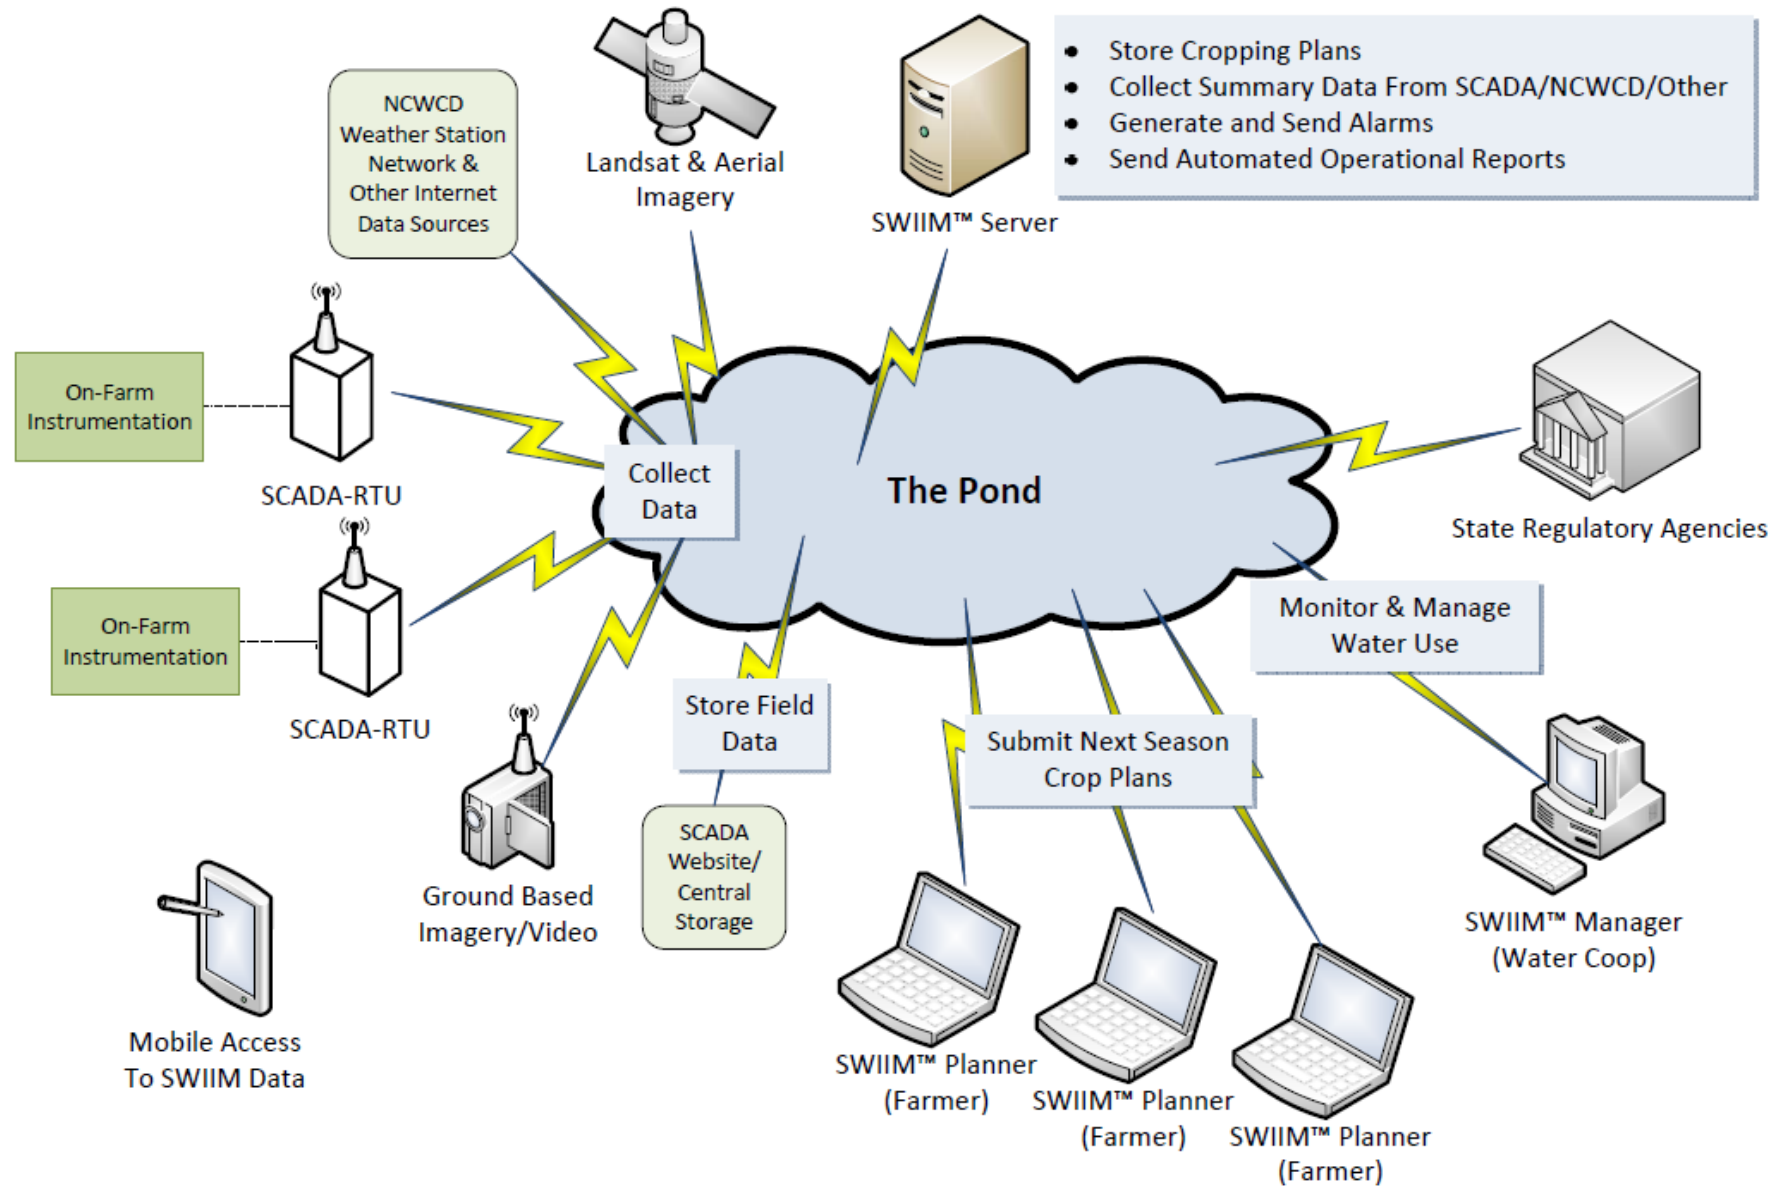 NCWCD
Weather Station
Network &
Other Internet
Data Sources
Landsat & Aerial
Imagery
SWIIM™ Server
• Store Cropping Plans
• Collect Summary Data From SCADA/NCWCD/Other
• Generate and Send Alarms
• Send Automated Operational Reports
On-Farm
Instrumentation
SCADA-RTU
On-Farm
Instrumentation
SCADA-RTU
Collect
Data
The Pond
State Regulatory Agencies
Monitor & Manage
Water Use
Store Field
Data
Submit Next Season
Crop Plans
SCADA
Website/
Central
Storage
Ground Based
Imagery/Video
SWIIM™ Manager
(Water Coop)
Mobile Access
To SWIIM Data
SWIIM™ Planner
(Farmer)
SWIIM™ Planner
(Farmer)
SWIIM™ Planner
(Farmer)